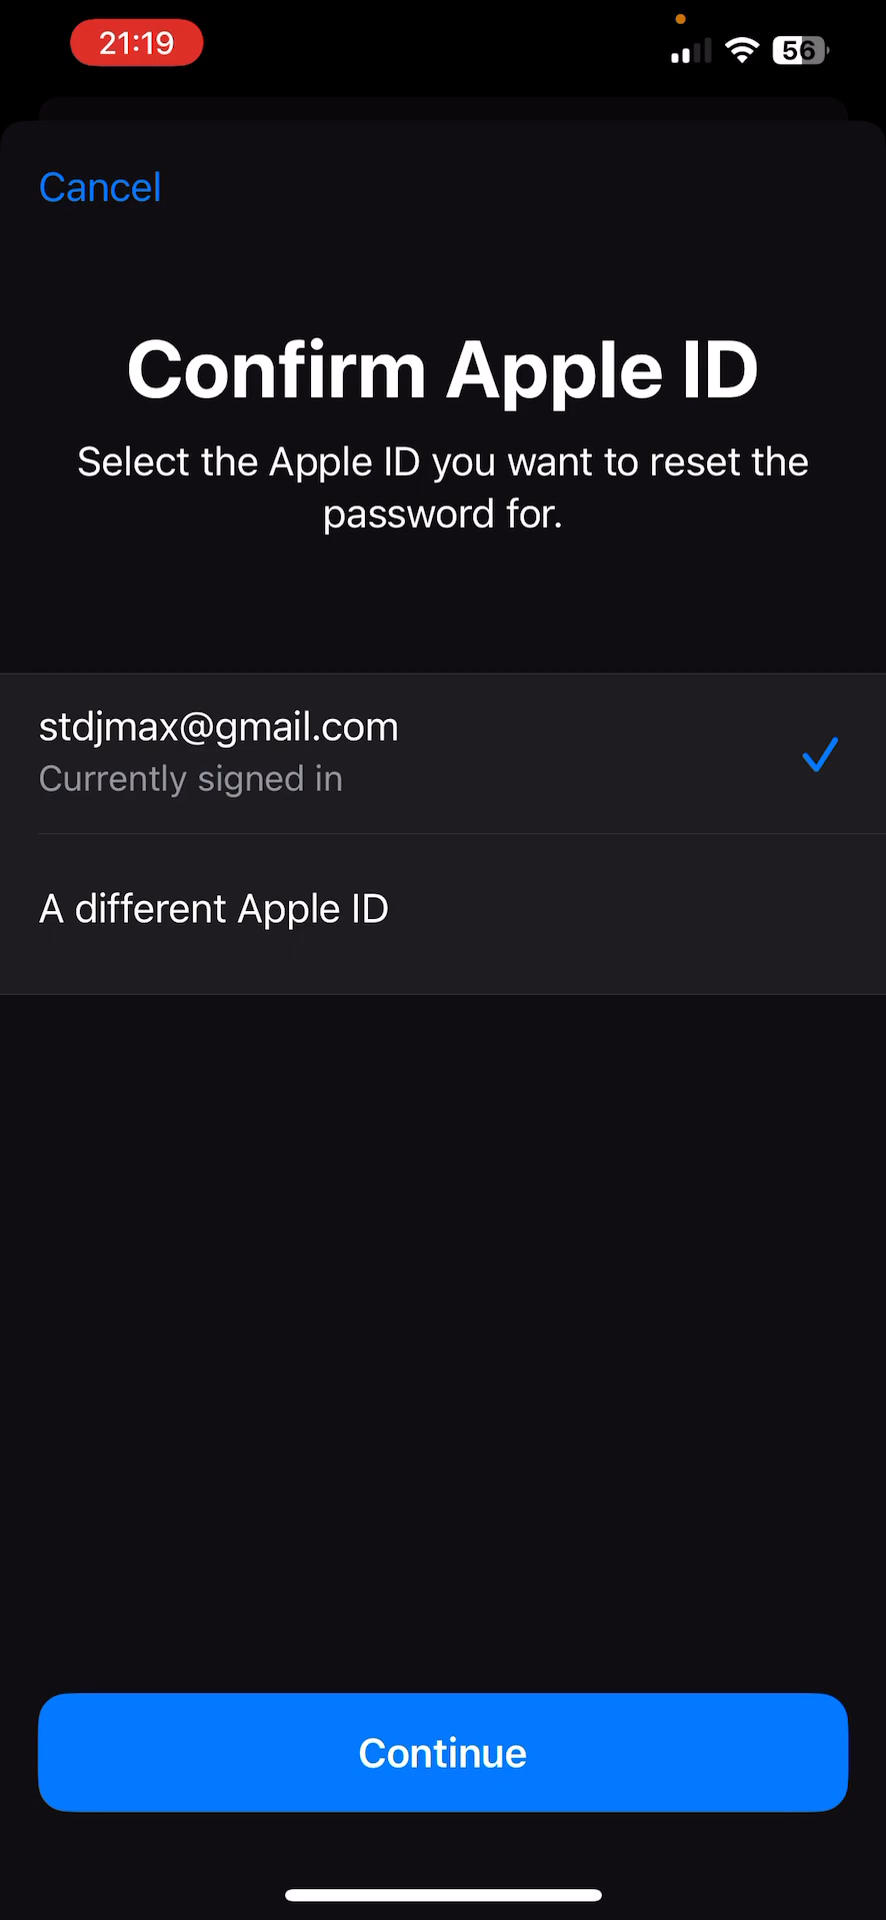 21:19
56
Cancel
Confirm Apple ID
Select the Apple ID you want to reset the
password for.
stdjmax@gmail.com
Currently signed in
A different Apple ID
Continue